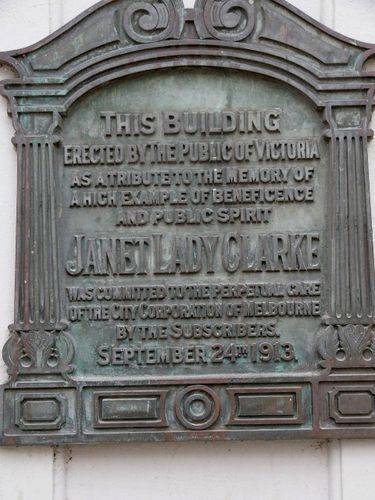 THIS BUILDING
ERECTED BY THE PUBLIC OF VICTORIA
AS A TRIBUTE TO THE MEMORY OF
A HIGH EXAMPLE OF BENEFICENCE
AND PUBLIC SPIRIT
JANET LADY CLARKE
WAS COMMITTED TO THE PERPETUAL CARE
OF THE CITY CORPORATION OF MELBOURNE
BY THE SUBSCRIBERS.
SEPTEMBER 24TH 1913.